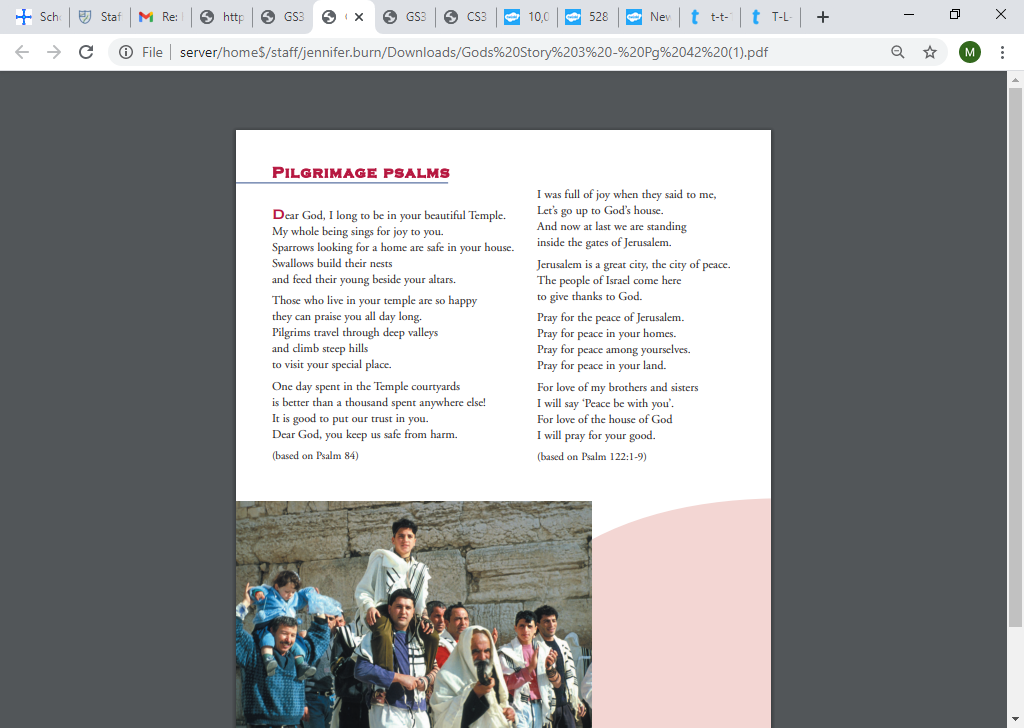 Sch
Staf
Re:
http
GS3
GS3
CS3
10,0
528
New
t-t-
T-L-
File
server/home$/staff/jennifer.burn/Downloads/Gods%20Story%203%20-%20Pg%2042%20(1).pdf
M
Pilgrimage psalms
Dear God, I long to be in your beautiful Temple.
My whole being sings for joy to you.
Sparrows looking for a home are safe in your house.
Swallows build their nests
and feed their young beside your altars.
Those who live in your temple are so happy
they can praise you all day long.
Pilgrims travel through deep valleys
and climb steep hills
to visit your special place.
One day spent in the Temple courtyards
is better than a thousand spent anywhere else!
It is good to put our trust in you.
Dear God, you keep us safe from harm.
(based on Psalm 84)
I was full of joy when they said to me,
Let's go up to God's house.
And now at last we are standing
inside the gates of Jerusalem.
Jerusalem is a great city, the city of peace.
The people of Israel come here
to give thanks to God.
Pray for the peace of Jerusalem.
Pray for peace in your homes.
Pray for peace among yourselves.
Pray for peace in your land.
For love of my brothers and sisters
I will say 'Peace be with you'.
For love of the house of God
I will pray for your good.
(based on Psalm 122:1-9)